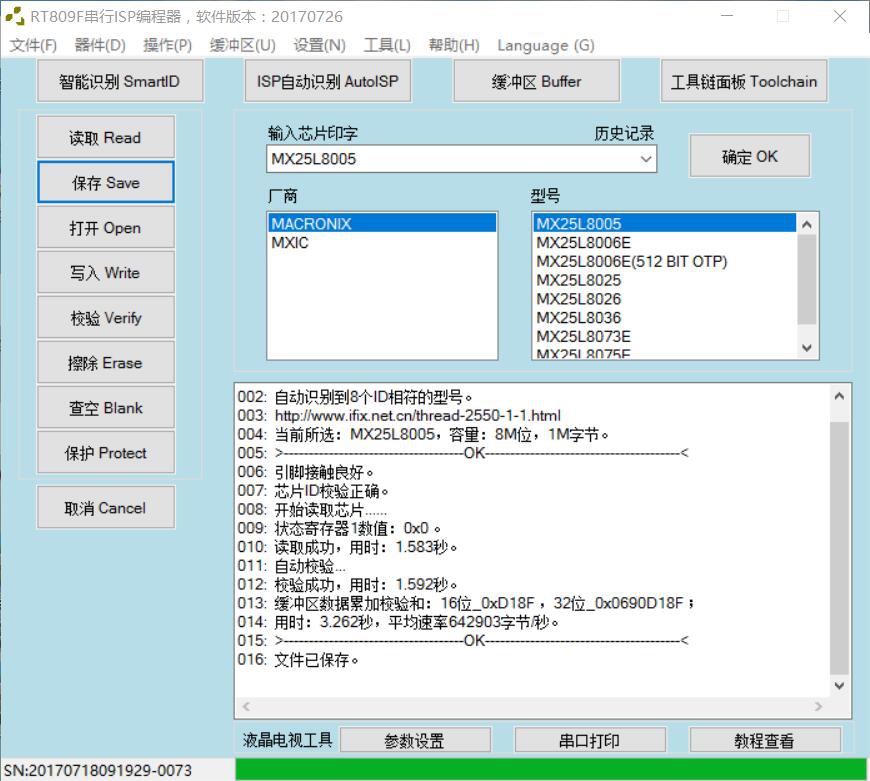 RT809F串行ISP编程器，软件版本：20170726
文件(F) 器件(D) 操作(P) 缓冲区(U) 设置(N) 工具(L) 帮助(H) Language (G)
智能识别 SmartID ISP自动识别 AutoISP 缓冲区 Buffer 工具链面板 Toolchain
读取 Read
保存 Save
打开 Open
写入 Write
校验 Verify
擦除 Erase
查空 Blank
保护 Protect
取消 Cancel
输入芯片印字 历史记录
MX25L8005
确定 OK
厂商
MACRONIX
MXIC
型号
MX25L8005
MX25L8006E
MX25L8006E(512 BIT OTP)
MX25L8025
MX25L8026
MX25L8036
MX25L8073E
MX25L8075E
002: 自动识别到8个ID相符的型号。
003: http://www.ifix.net.cn/thread-2550-1-1.html
004: 当前所选：MX25L8005，容量：8M位，1M字节。
005: >------------------------------------OK---------------------------------------<
006: 引脚接触良好。
007: 芯片ID校验正确。
008: 开始读取芯片......
009: 状态寄存器1数值：0x0 。
010: 读取成功，用时：1.583秒。
011: 自动校验...
012: 校验成功，用时：1.592秒。
013: 缓冲区数据累加校验和：16位_0xD18F ，32位_0x0690D18F；
014: 用时：3.262秒，平均速率642903字节/秒。
015: >------------------------------------OK---------------------------------------<
016: 文件已保存。
液晶电视工具 参数设置 串口打印 教程查看
SN:20170718091929-0073